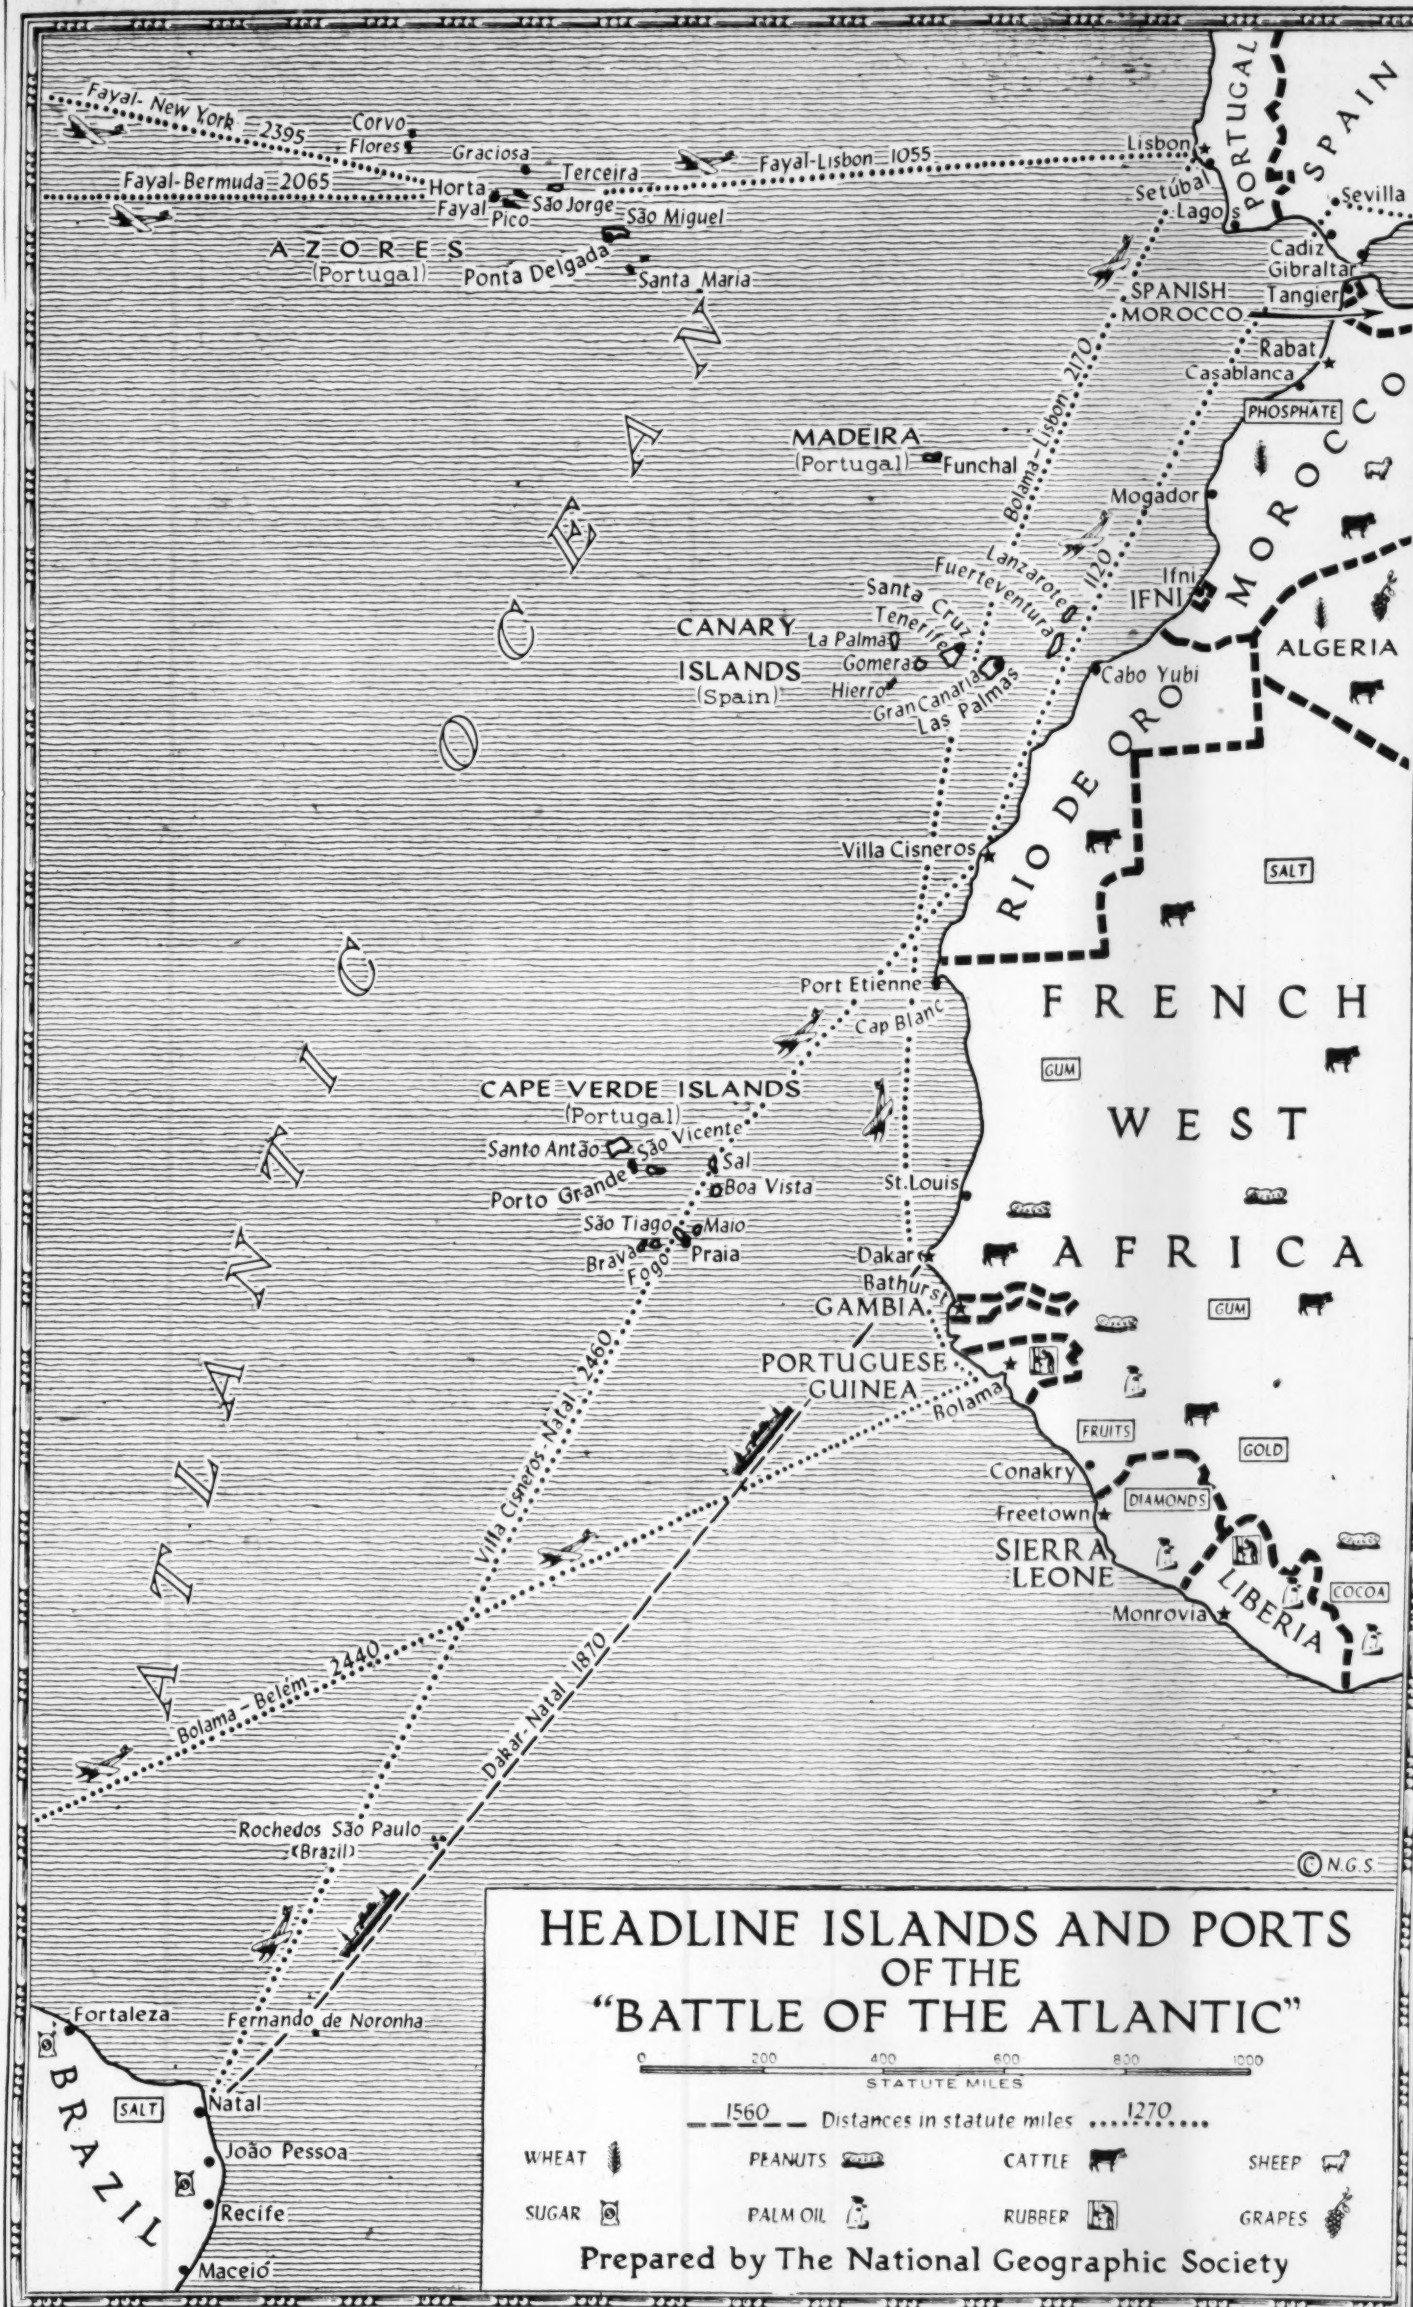 PORTUGAL
SPAIN
Fayal-New York 2395
Corvo
Flores
Graciosa
Terceira
Fayal-Lisbon 1055
Lisbon
Fayal-Bermuda 2065
Horta
Fayal
Pico
São Jorge
São Miguel
Setúbal
Lagos
Sevilla
AZORES
(Portugal)
Ponta Delgada
Santa Maria
Cadiz
Gibraltar
Tangier
SPANISH
MOROCCO
Rabat
Casablanca
PHOSPHATE
MOROCCO
ATLANTIC OCEAN
MADEIRA
(Portugal)
Funchal
Bolama-Lisbon 2170
Mogador
1120
Ifni
IFNI
Lanzarote
Fuerteventura
Santa Cruz
Tenerife
CANARY
ISLANDS
(Spain)
La Palma
Gomera
Hierro
Gran Canaria
Las Palmas
Cabo Yubi
ALGERIA
RIO DE ORO
Villa Cisneros
SALT
Port Etienne
Cap Blanc
FRENCH
WEST
AFRICA
GUM
CAPE VERDE ISLANDS
(Portugal)
Santo Antão
São Vicente
Porto Grande
Sal
Boa Vista
São Tiago
Maio
Brava
Fogo
Praia
St. Louis
Dakar
Bathurst
GAMBIA
GUM
PORTUGUESE
GUINEA
Bolama
Villa Cisneros-Natal 2460
FRUITS
GOLD
Conakry
DIAMONDS
Freetown
SIERRA
LEONE
LIBERIA
COCOA
Monrovia
Bolama-Belém 2440
Dakar-Natal 1870
Rochedos São Paulo
(Brazil)
© N.G.S.
Fortaleza
Fernando de Noronha
BRAZIL
SALT
Natal
João Pessoa
Recife
Maceió
HEADLINE ISLANDS AND PORTS
OF THE
"BATTLE OF THE ATLANTIC"
0 200 400 600 800 1000
STATUTE MILES
1560 Distances in statute miles 1270
WHEAT PEANUTS CATTLE SHEEP
SUGAR PALM OIL RUBBER GRAPES
Prepared by The National Geographic Society